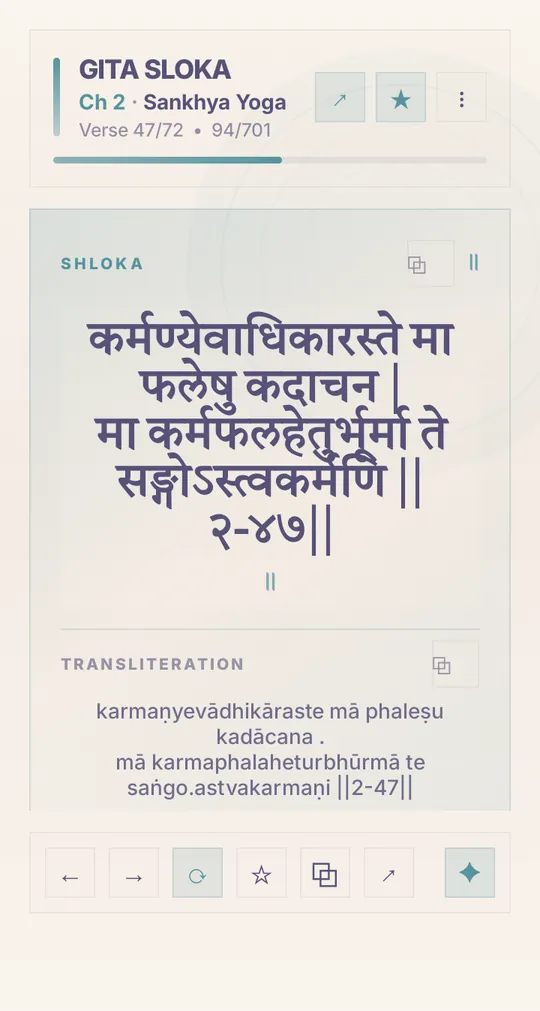 GITA SLOKA
Ch 2 · Sankhya Yoga
Verse 47/72 • 94/701
SHLOKA
॥
कर्मण्येवाधिकारस्ते मा
फलेषु कदाचन |
मा कर्मफलहेतुर्भूर्मा ते
सङ्गोऽस्त्वकर्मणि ||
२-४७||
॥
TRANSLITERATION
karmaṇyevādhikāraste mā phaleṣu
kadācana .
mā karmaphalaheturbhūrmā te
saṅgo.astvakarmaṇi ||2-47||